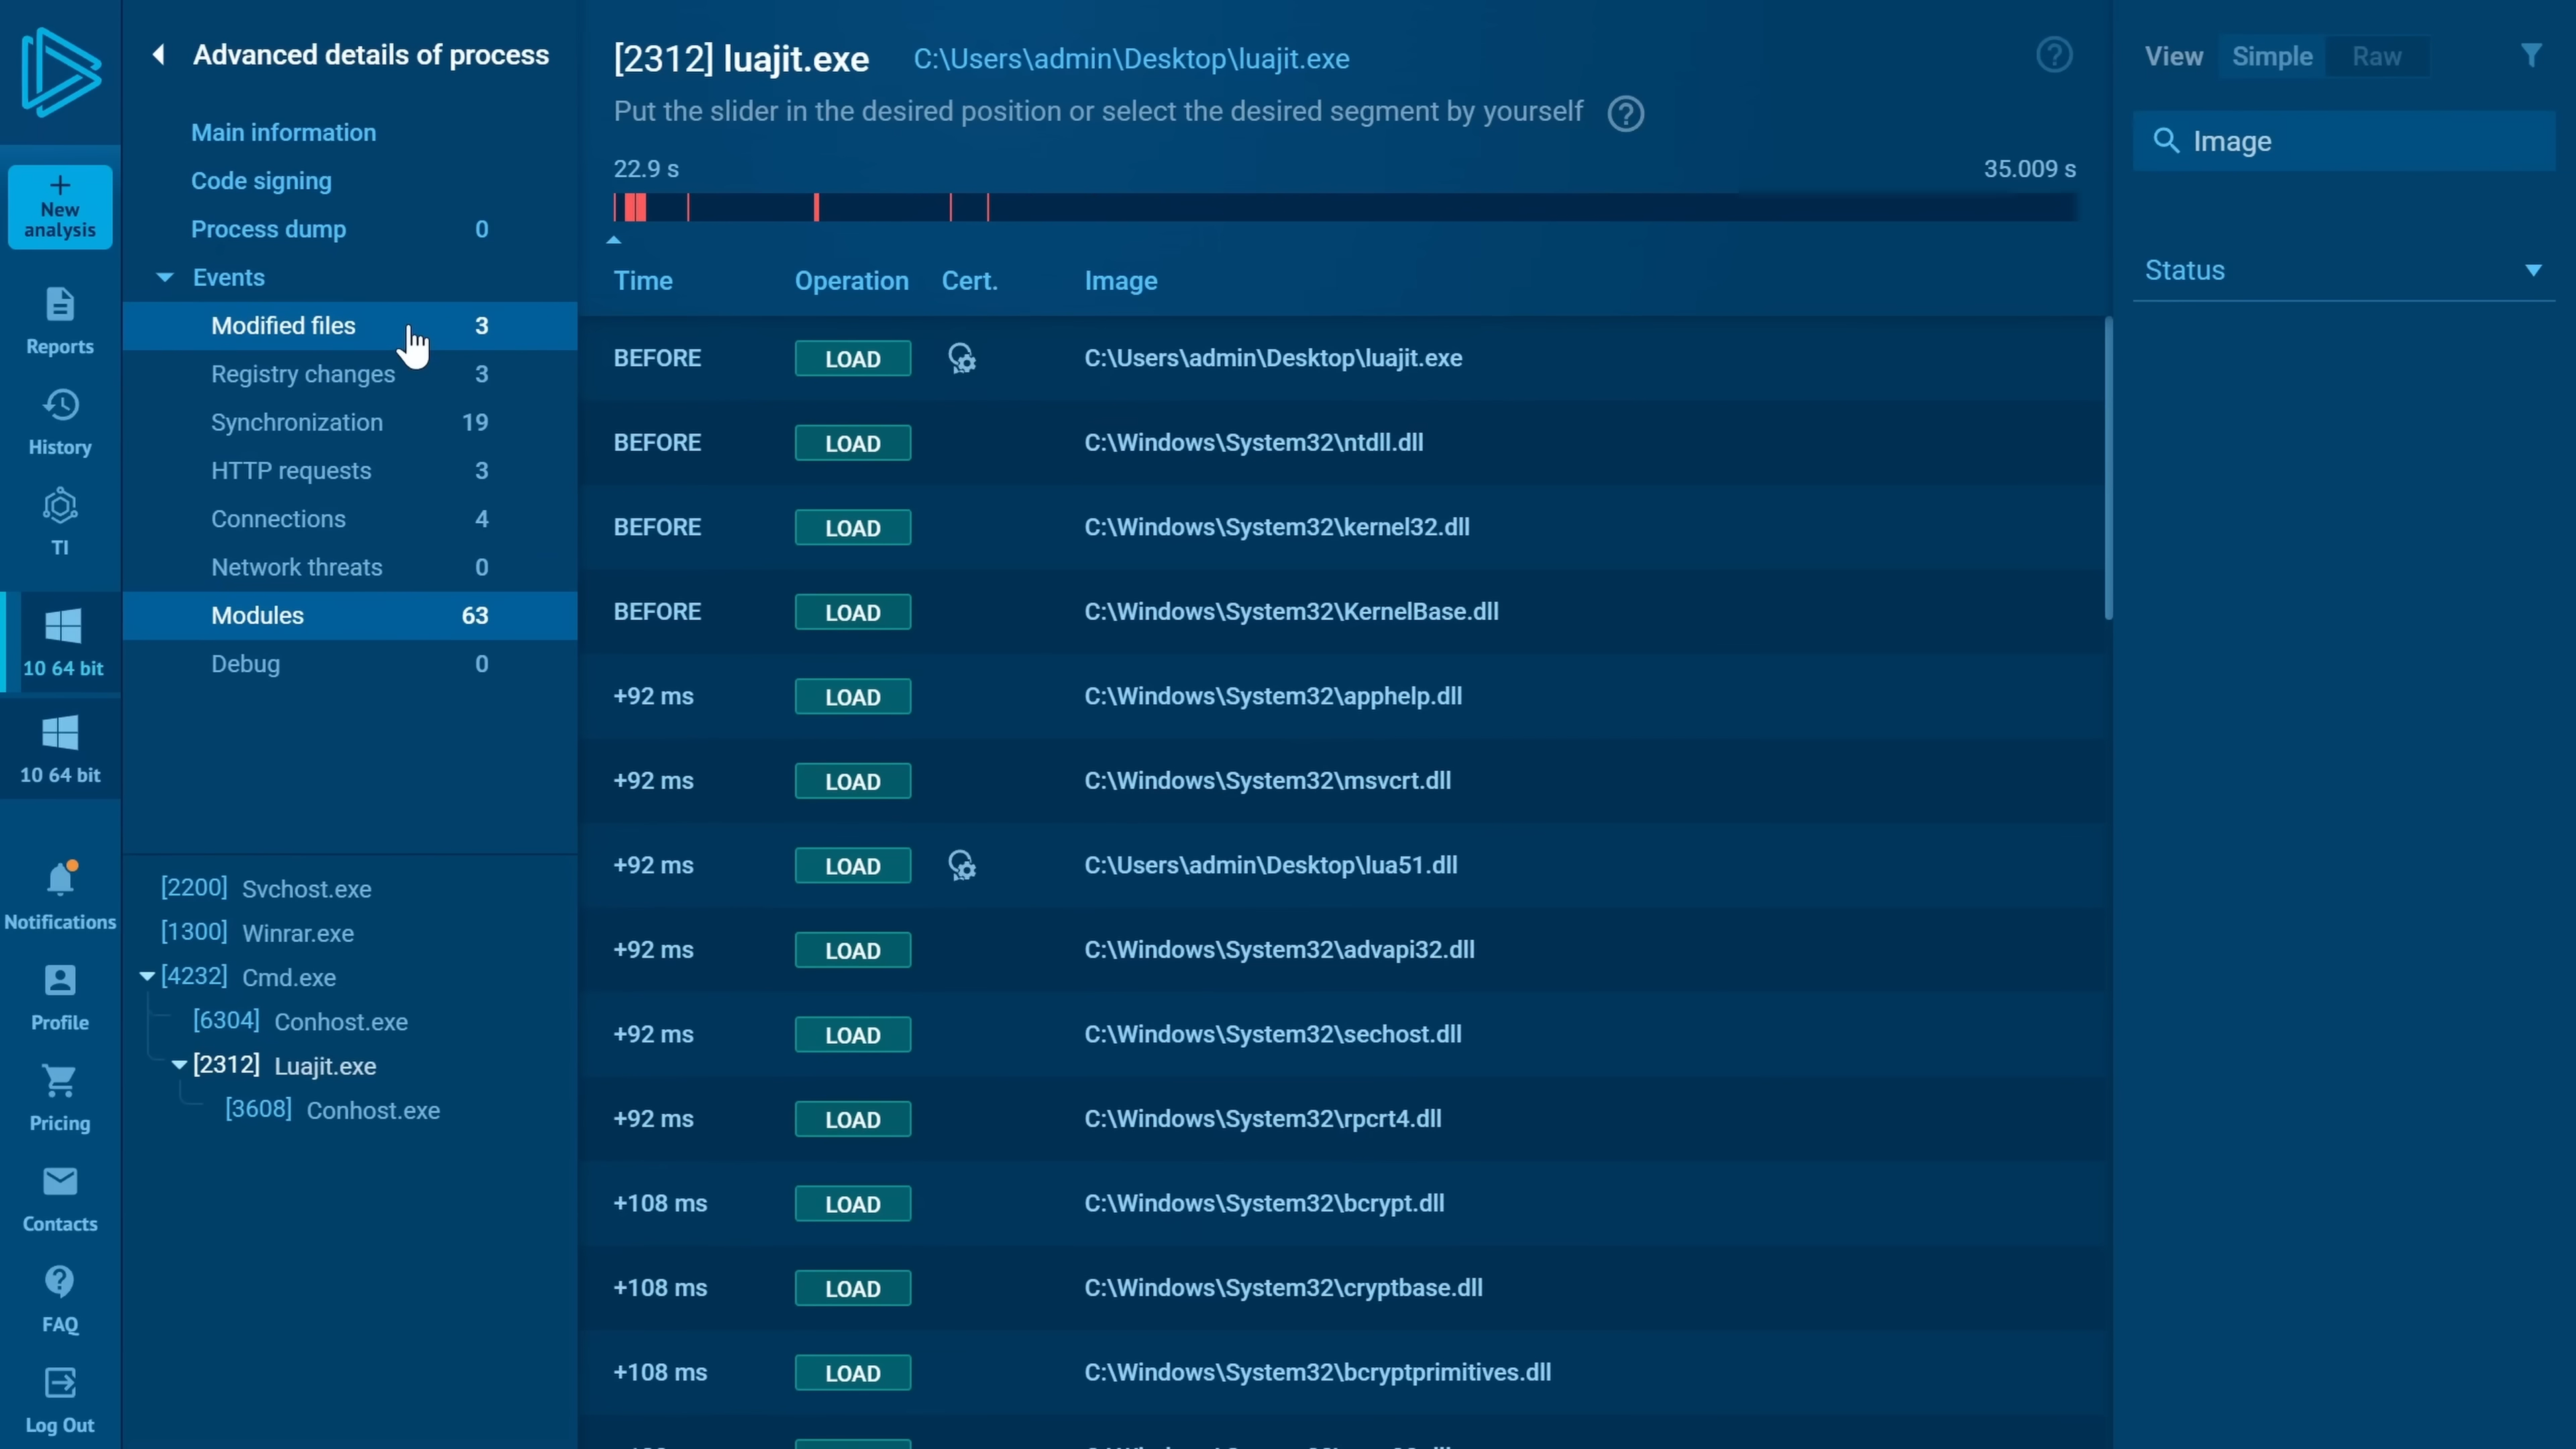 Advanced details of process
Main information
Code signing
Process dump 0
Events
Modified files 3
Registry changes 3
Synchronization 19
HTTP requests 3
Connections 4
Network threats 0
Modules 63
Debug 0
[2200] Svchost.exe
[1300] Winrar.exe
[4232] Cmd.exe
[6304] Conhost.exe
[2312] Luajit.exe
[3608] Conhost.exe
+ New analysis
Reports
History
TI
10 64 bit
10 64 bit
Notifications
Profile
Pricing
Contacts
FAQ
Log Out
[2312] luajit.exe C:\Users\admin\Desktop\luajit.exe
Put the slider in the desired position or select the desired segment by yourself
22.9 s 35.009 s
Time Operation Cert. Image
BEFORE LOAD C:\Users\admin\Desktop\luajit.exe
BEFORE LOAD C:\Windows\System32\ntdll.dll
BEFORE LOAD C:\Windows\System32\kernel32.dll
BEFORE LOAD C:\Windows\System32\KernelBase.dll
+92 ms LOAD C:\Windows\System32\apphelp.dll
+92 ms LOAD C:\Windows\System32\msvcrt.dll
+92 ms LOAD C:\Users\admin\Desktop\lua51.dll
+92 ms LOAD C:\Windows\System32\advapi32.dll
+92 ms LOAD C:\Windows\System32\sechost.dll
+92 ms LOAD C:\Windows\System32\rpcrt4.dll
+108 ms LOAD C:\Windows\System32\bcrypt.dll
+108 ms LOAD C:\Windows\System32\cryptbase.dll
+108 ms LOAD C:\Windows\System32\bcryptprimitives.dll
View Simple Raw
Image
Status